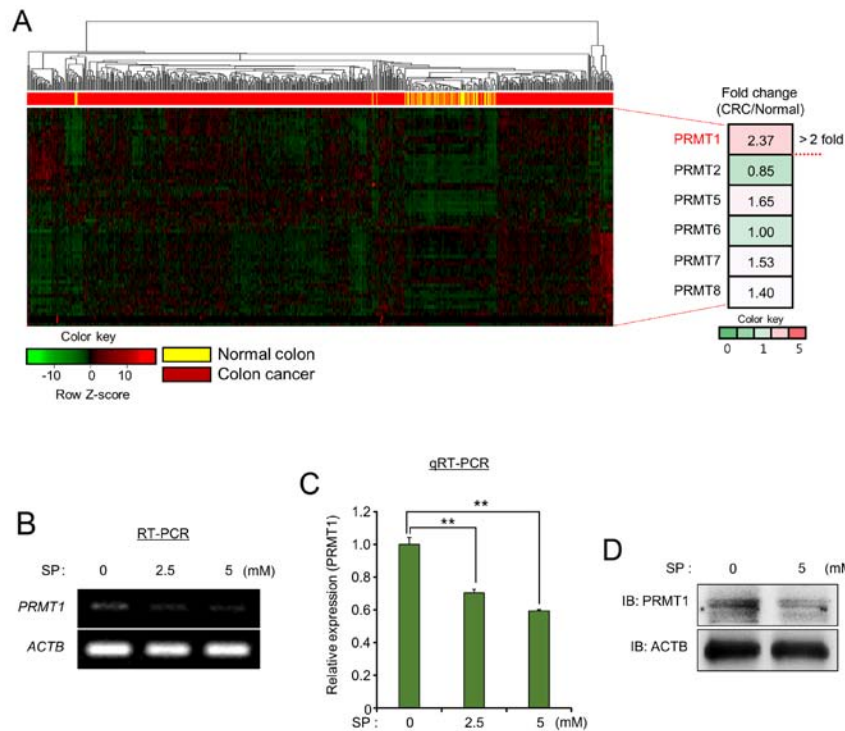 A
Fold change
(CRC/Normal)
PRMT1 2.37 > 2 fold
PRMT2 0.85
PRMT5 1.65
PRMT6 1.00
PRMT7 1.53
PRMT8 1.40
Color key
0 1 5
Color key
-10 0 10
Row Z-score
Normal colon
Colon cancer
B
RT-PCR
SP : 0 2.5 5 (mM)
PRMT1
ACTB
C
qRT-PCR
Relative expression (PRMT1)
1.2
1.0
0.8
0.6
0.4
0.2
0
**
**
SP : 0 2.5 5 (mM)
D
SP : 0 5 (m
IB: PRMT1
IB: ACTB